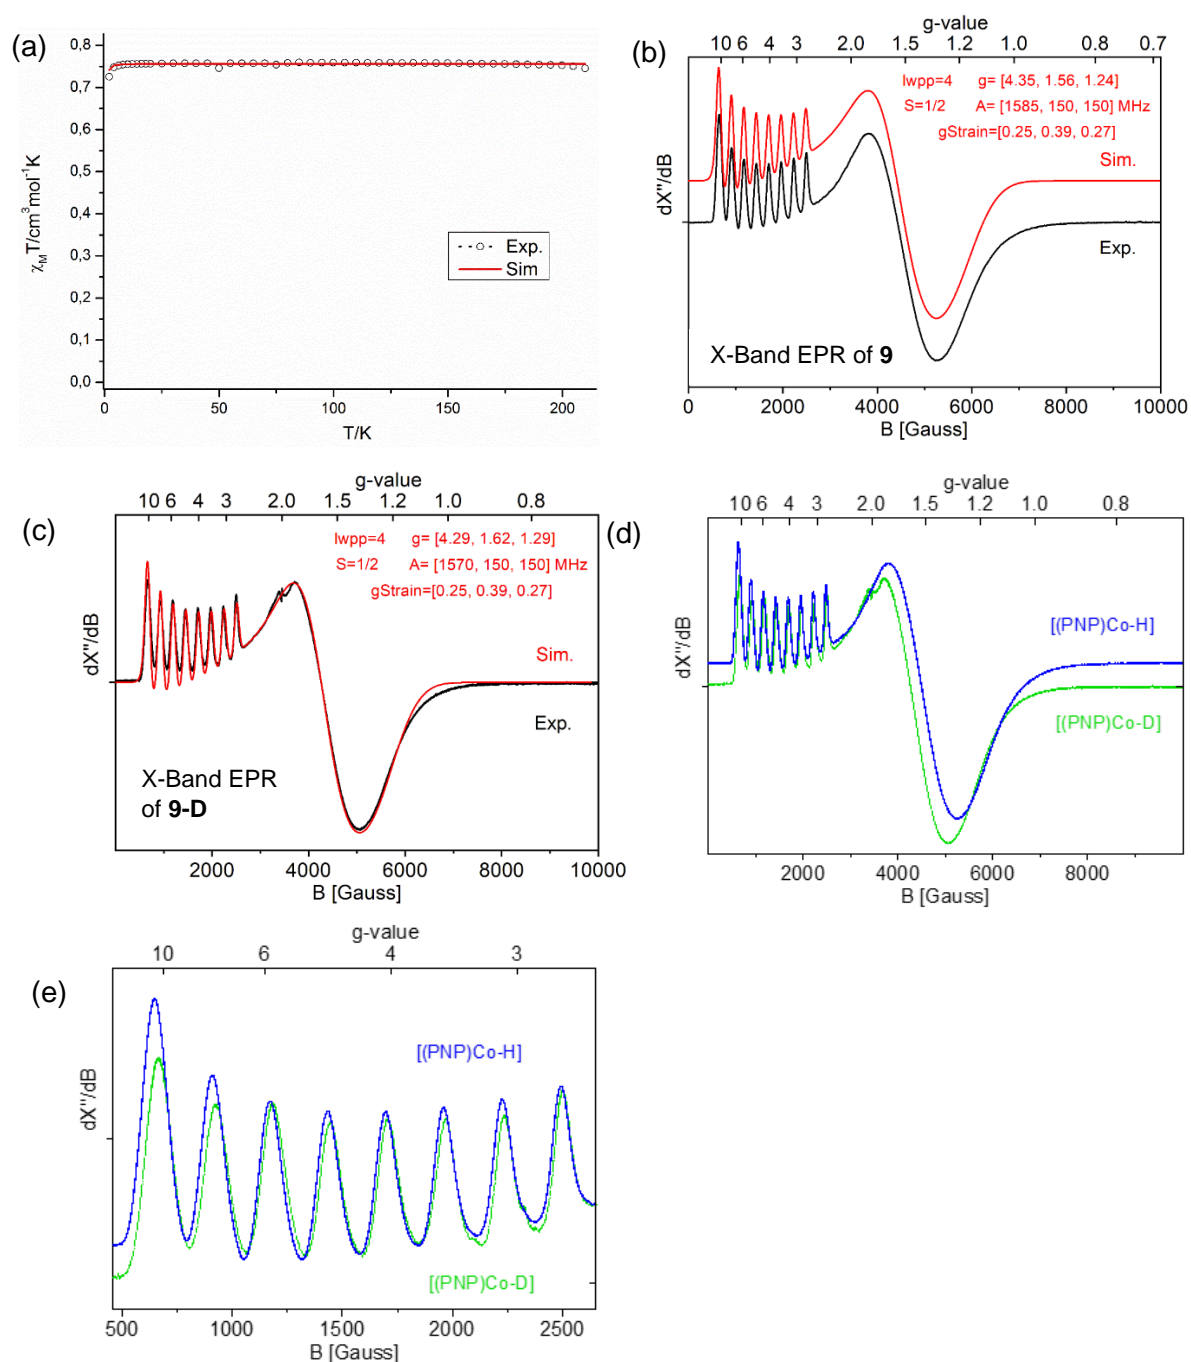 (a)
0,8
0,7
0,6
0,5
0,4
0,3
0,2
0,1
0,0
χMT/cm3mol-1K
Exp.
Sim
0 50 100 150 200
T/K
(b)
g-value
10 6 4 3 2.0 1.5 1.2 1.0 0.8 0.7
lwpp=4 g= [4.35, 1.56, 1.24]
S=1/2 A= [1585, 150, 150] MHz
gStrain=[0.25, 0.39, 0.27]
Sim.
Exp.
dX"/dB
X-Band EPR of 9
0 2000 4000 6000 8000 10000
B [Gauss]
(c)
g-value
10 6 4 3 2.0 1.5 1.2 1.0 0.8
lwpp=4 g= [4.29, 1.62, 1.29]
S=1/2 A= [1570, 150, 150] MHz
gStrain=[0.25, 0.39, 0.27]
Sim.
Exp.
dX"/dB
X-Band EPR
of 9-D
2000 4000 6000 8000 10000
B [Gauss]
(d)
g-value
10 6 4 3 2.0 1.5 1.2 1.0 0.8
[(PNP)Co-H]
[(PNP)Co-D]
dX"/dB
2000 4000 6000 8000
B [Gauss]
(e)
g-value
10 6 4 3
[(PNP)Co-H]
[(PNP)Co-D]
dX"/dB
500 1000 1500 2000 2500
B [Gauss]